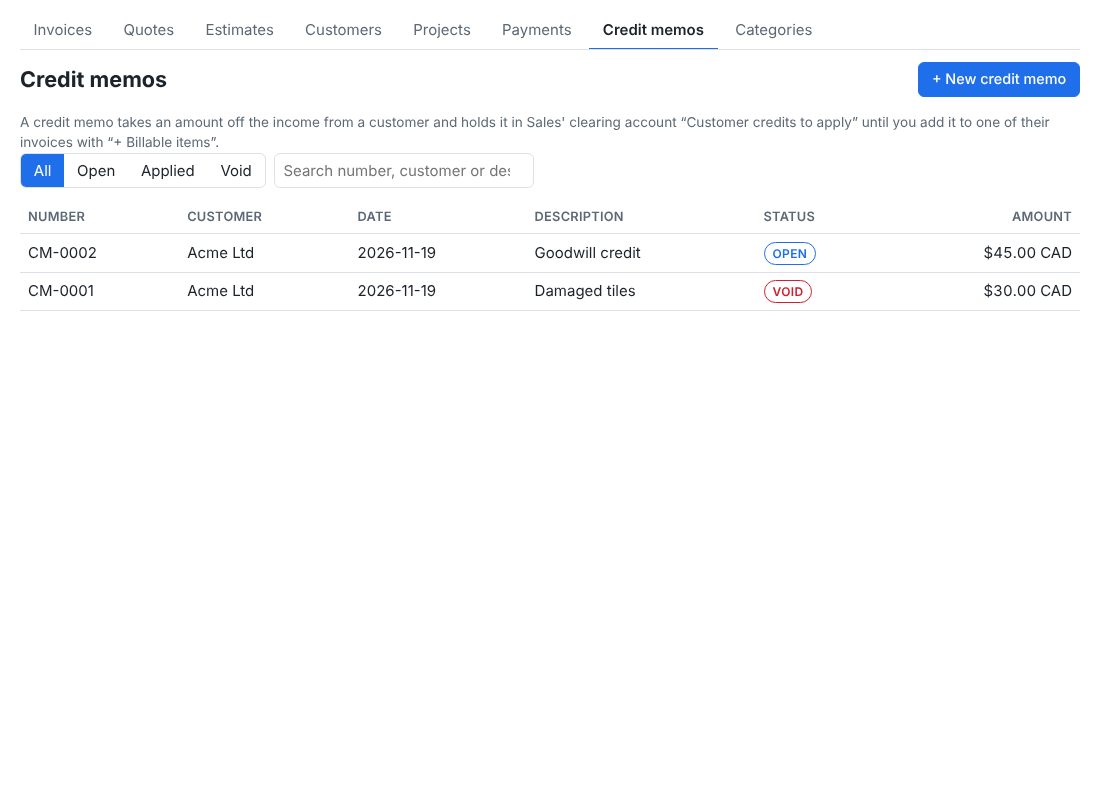 Invoices Quotes Estimates Customers Projects Payments Credit memos Categories
Credit memos
+ New credit memo
A credit memo takes an amount off the income from a customer and holds it in Sales' clearing account “Customer credits to apply” until you add it to one of their
invoices with “+ Billable items”.
All Open Applied Void Search number, customer or
NUMBER CUSTOMER DATE DESCRIPTION STATUS AMOUNT
CM-0002 Acme Ltd 2026-11-19 Goodwill credit OPEN $45.00 CAD
CM-0001 Acme Ltd 2026-11-19 Damaged tiles VOID $30.00 CAD